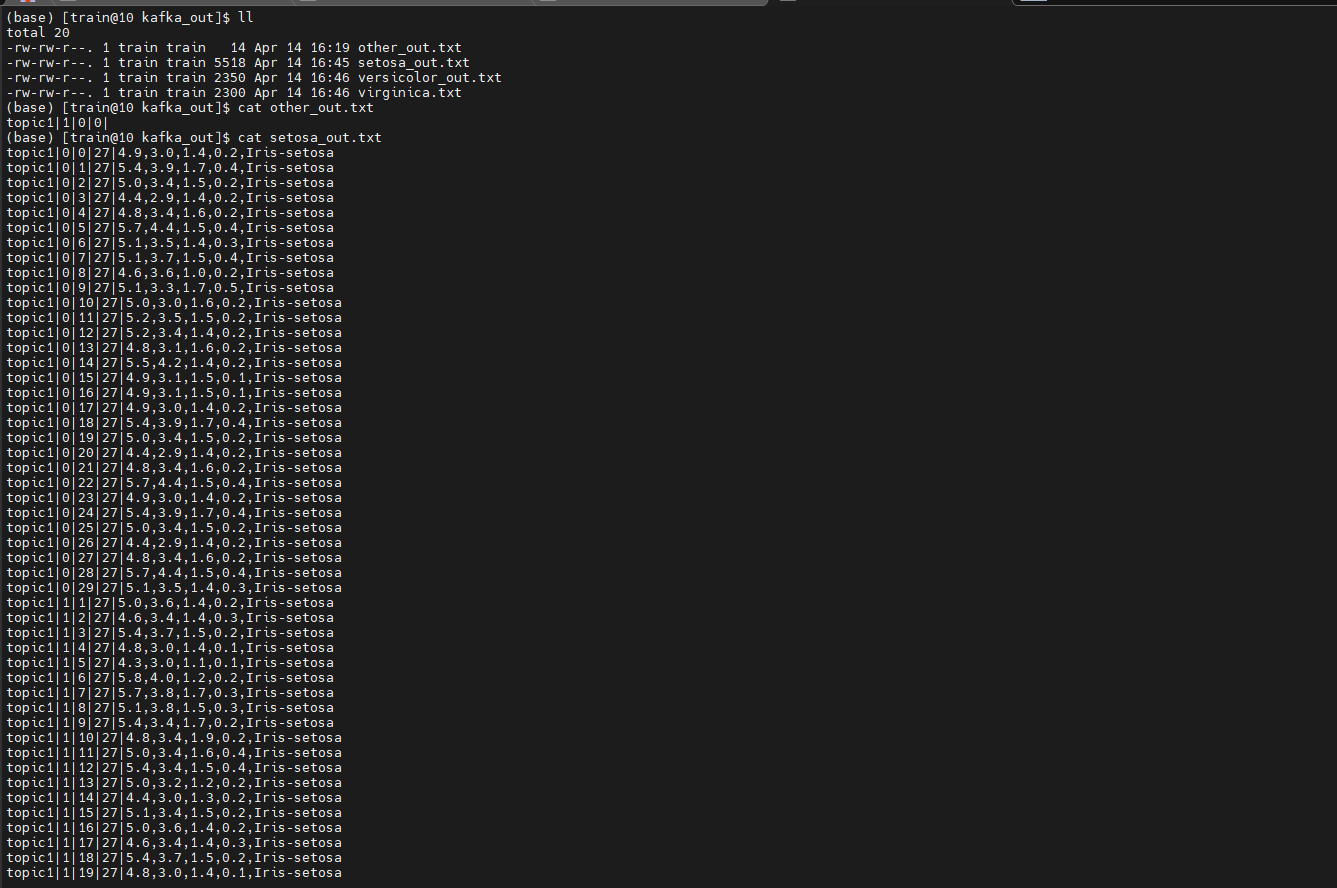 (base) [train@10 kafka_out]$ ll
total 20
-rw-rw-r--. 1 train train   14 Apr 14 16:19 other_out.txt
-rw-rw-r--. 1 train train 5518 Apr 14 16:45 setosa_out.txt
-rw-rw-r--. 1 train train 2350 Apr 14 16:46 versicolor_out.txt
-rw-rw-r--. 1 train train 2300 Apr 14 16:46 virginica.txt
(base) [train@10 kafka_out]$ cat other_out.txt
topic1|1|0|0|
(base) [train@10 kafka_out]$ cat setosa_out.txt
topic1|0|0|27|4.9,3.0,1.4,0.2,Iris-setosa
topic1|0|1|27|5.4,3.9,1.7,0.4,Iris-setosa
topic1|0|2|27|5.0,3.4,1.5,0.2,Iris-setosa
topic1|0|3|27|4.4,2.9,1.4,0.2,Iris-setosa
topic1|0|4|27|4.8,3.4,1.6,0.2,Iris-setosa
topic1|0|5|27|5.7,4.4,1.5,0.4,Iris-setosa
topic1|0|6|27|5.1,3.5,1.4,0.3,Iris-setosa
topic1|0|7|27|5.1,3.7,1.5,0.4,Iris-setosa
topic1|0|8|27|4.6,3.6,1.0,0.2,Iris-setosa
topic1|0|9|27|5.1,3.3,1.7,0.5,Iris-setosa
topic1|0|10|27|5.0,3.0,1.6,0.2,Iris-setosa
topic1|0|11|27|5.2,3.5,1.5,0.2,Iris-setosa
topic1|0|12|27|5.2,3.4,1.4,0.2,Iris-setosa
topic1|0|13|27|4.8,3.1,1.6,0.2,Iris-setosa
topic1|0|14|27|5.5,4.2,1.4,0.2,Iris-setosa
topic1|0|15|27|4.9,3.1,1.5,0.1,Iris-setosa
topic1|0|16|27|4.9,3.1,1.5,0.1,Iris-setosa
topic1|0|17|27|4.9,3.0,1.4,0.2,Iris-setosa
topic1|0|18|27|5.4,3.9,1.7,0.4,Iris-setosa
topic1|0|19|27|5.0,3.4,1.5,0.2,Iris-setosa
topic1|0|20|27|4.4,2.9,1.4,0.2,Iris-setosa
topic1|0|21|27|4.8,3.4,1.6,0.2,Iris-setosa
topic1|0|22|27|5.7,4.4,1.5,0.4,Iris-setosa
topic1|0|23|27|4.9,3.0,1.4,0.2,Iris-setosa
topic1|0|24|27|5.4,3.9,1.7,0.4,Iris-setosa
topic1|0|25|27|5.0,3.4,1.5,0.2,Iris-setosa
topic1|0|26|27|4.4,2.9,1.4,0.2,Iris-setosa
topic1|0|27|27|4.8,3.4,1.6,0.2,Iris-setosa
topic1|0|28|27|5.7,4.4,1.5,0.4,Iris-setosa
topic1|0|29|27|5.1,3.5,1.4,0.3,Iris-setosa
topic1|1|1|27|5.0,3.6,1.4,0.2,Iris-setosa
topic1|1|2|27|4.6,3.4,1.4,0.3,Iris-setosa
topic1|1|3|27|5.4,3.7,1.5,0.2,Iris-setosa
topic1|1|4|27|4.8,3.0,1.4,0.1,Iris-setosa
topic1|1|5|27|4.3,3.0,1.1,0.1,Iris-setosa
topic1|1|6|27|5.8,4.0,1.2,0.2,Iris-setosa
topic1|1|7|27|5.7,3.8,1.7,0.3,Iris-setosa
topic1|1|8|27|5.1,3.8,1.5,0.3,Iris-setosa
topic1|1|9|27|5.4,3.4,1.7,0.2,Iris-setosa
topic1|1|10|27|4.8,3.4,1.9,0.2,Iris-setosa
topic1|1|11|27|5.0,3.4,1.6,0.4,Iris-setosa
topic1|1|12|27|5.4,3.4,1.5,0.4,Iris-setosa
topic1|1|13|27|5.0,3.2,1.2,0.2,Iris-setosa
topic1|1|14|27|4.4,3.0,1.3,0.2,Iris-setosa
topic1|1|15|27|5.1,3.4,1.5,0.2,Iris-setosa
topic1|1|16|27|5.0,3.6,1.4,0.2,Iris-setosa
topic1|1|17|27|4.6,3.4,1.4,0.3,Iris-setosa
topic1|1|18|27|5.4,3.7,1.5,0.2,Iris-setosa
topic1|1|19|27|4.8,3.0,1.4,0.1,Iris-setosa